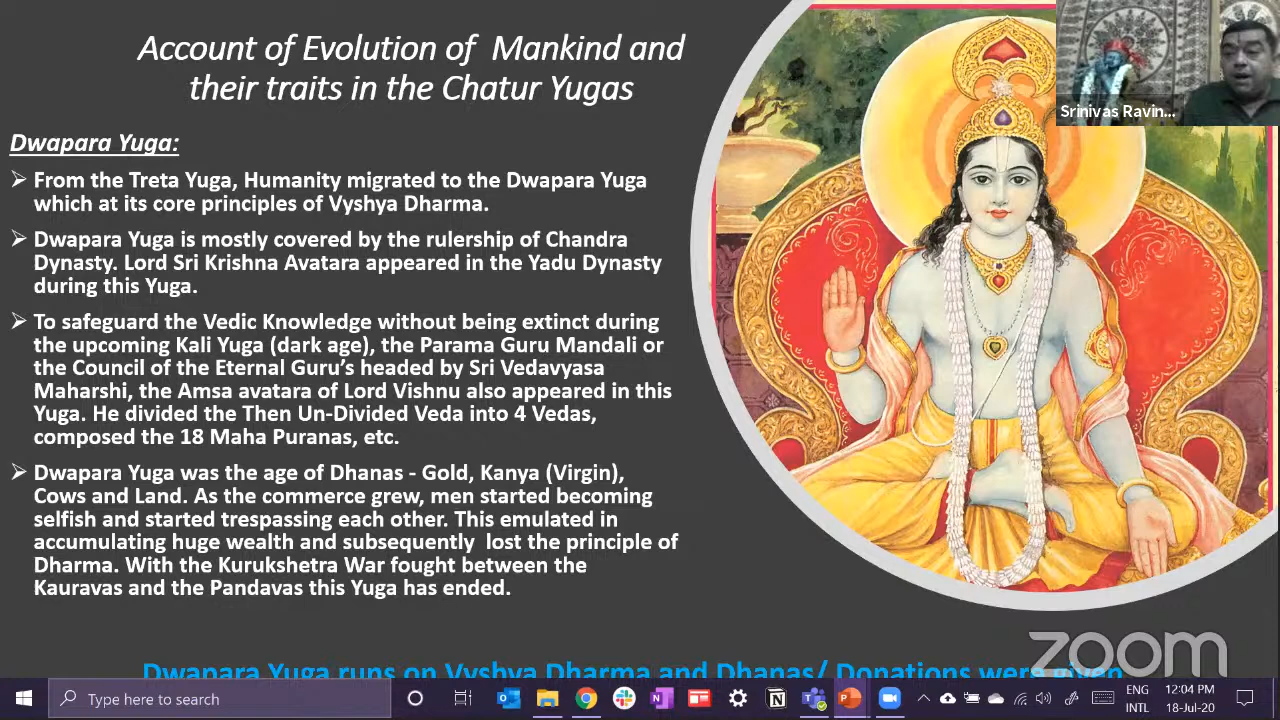 Account of Evolution of Mankind and
their traits in the Chatur Yugas
Srinivas Ravin...
Dwapara Yuga:
➢ From the Treta Yuga, Humanity migrated to the Dwapara Yuga
which at its core principles of Vyshya Dharma.
➢ Dwapara Yuga is mostly covered by the rulership of Chandra
Dynasty. Lord Sri Krishna Avatara appeared in the Yadu Dynasty
during this Yuga.
➢ To safeguard the Vedic Knowledge without being extinct during
the upcoming Kali Yuga (dark age), the Parama Guru Mandali or
the Council of the Eternal Guru's headed by Sri Vedavyasa
Maharshi, the Amsa avatara of Lord Vishnu also appeared in this
Yuga. He divided the Then Un-Divided Veda into 4 Vedas,
composed the 18 Maha Puranas, etc.
➢ Dwapara Yuga was the age of Dhanas - Gold, Kanya (Virgin),
Cows and Land. As the commerce grew, men started becoming
selfish and started trespassing each other. This emulated in
accumulating huge wealth and subsequently lost the principle of
Dharma. With the Kurukshetra War fought between the
Kauravas and the Pandavas this Yuga has ended.
zoom
Dwapara Yuga runs on Vyshya Dharma and Dhanas/ Donations were given
Type here to search
ENG
INTL
12:04 PM
18-Jul-20